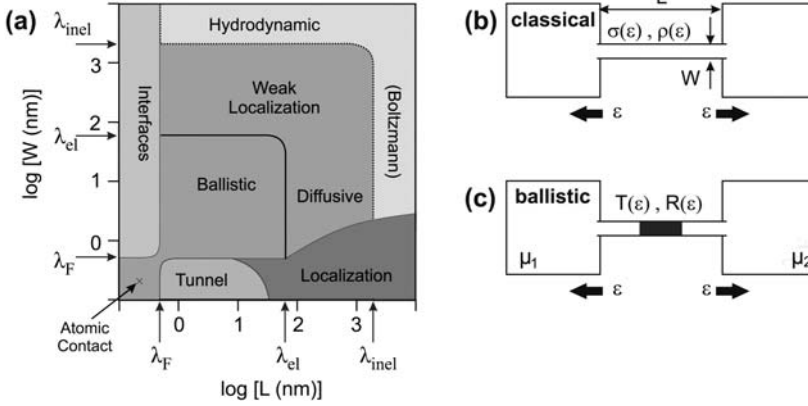 (a)
λinel
λel
λF
log [W (nm)]
3
2
1
0
Interfaces
Hydrodynamic
Weak
Localization
(Boltzmann)
Ballistic
Diffusive
Tunnel
Localization
Atomic
Contact
0
1
2
3
λF
λel
λinel
log [L (nm)]
(b)
classical
L
σ(ε) , ρ(ε)
W
ε
ε
(c)
ballistic
T(ε) , R(ε)
μ1
μ2
ε
ε